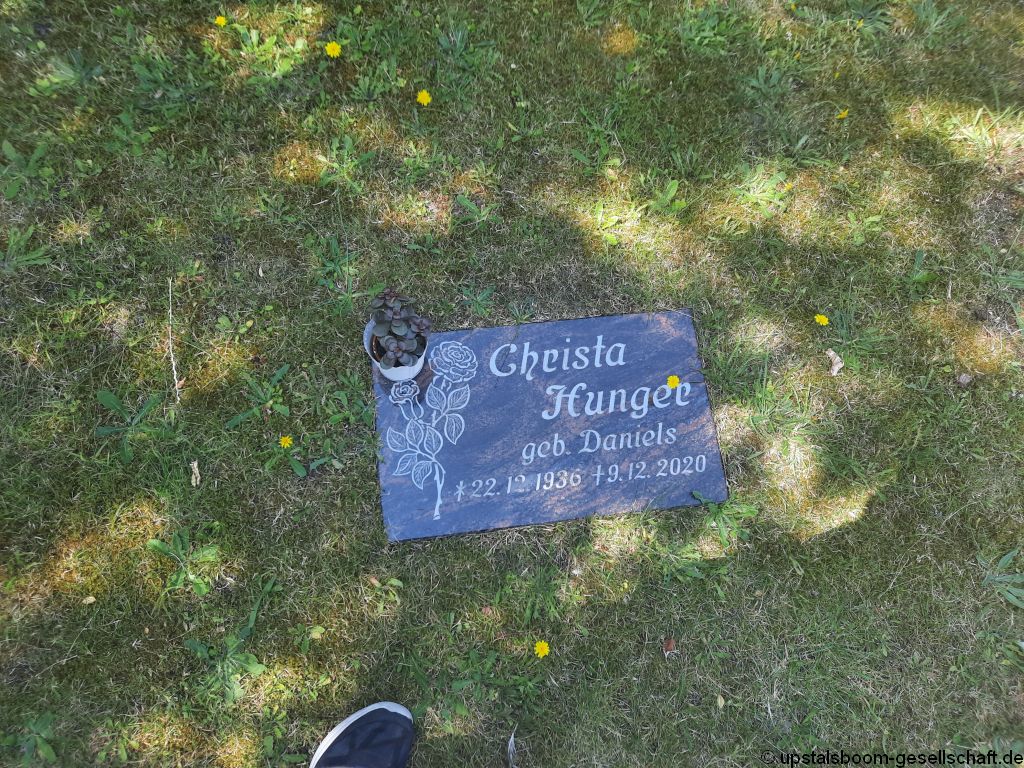 Christa
Hunger
geb. Daniels
*22.12.1936 †9.12.2020
© upstalsboom-gesellschaft.de